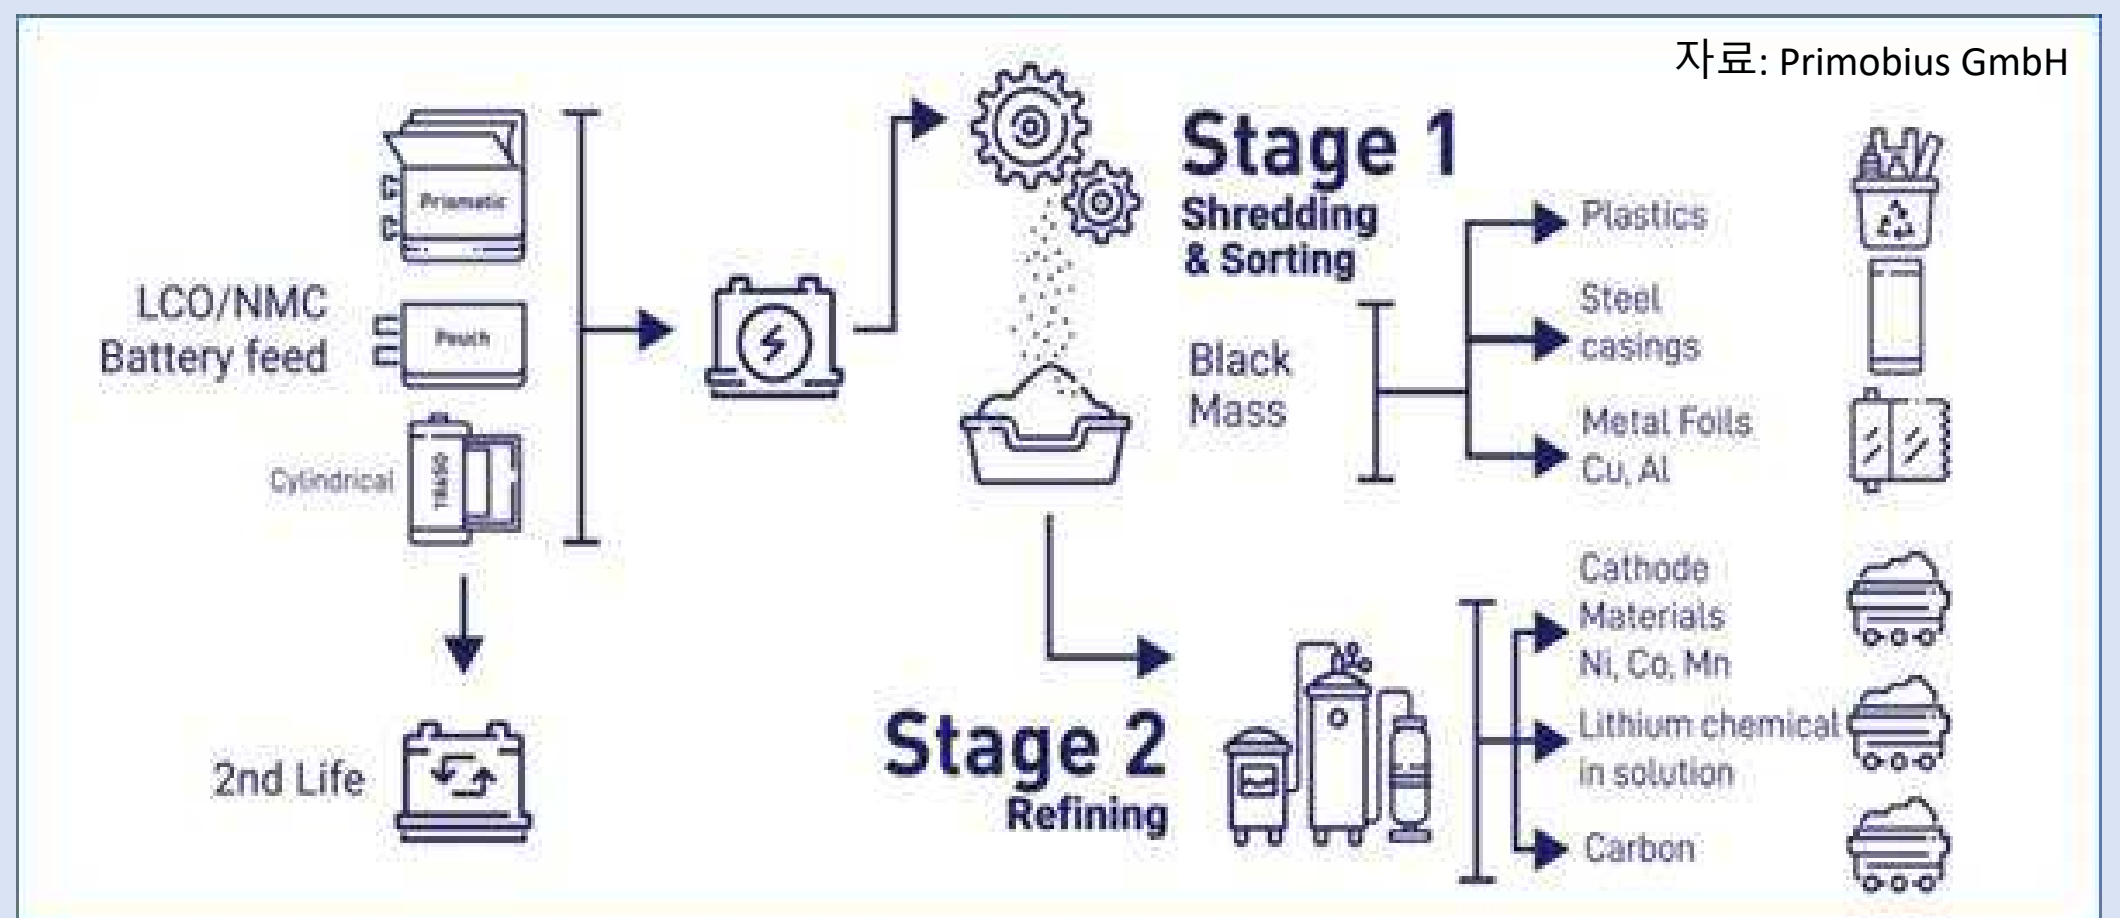 자료: Primobius GmbH
Prismatic
LCO/NMC
Battery feed
Pouch
Cylindrical
18650
2nd Life
Stage 1
Shredding
& Sorting
Black
Mass
Plastics
Steel
casings
Metal Foils
Cu, Al
Stage 2
Refining
Cathode
Materials
Ni, Co, Mn
Lithium chemical
in solution
Carbon